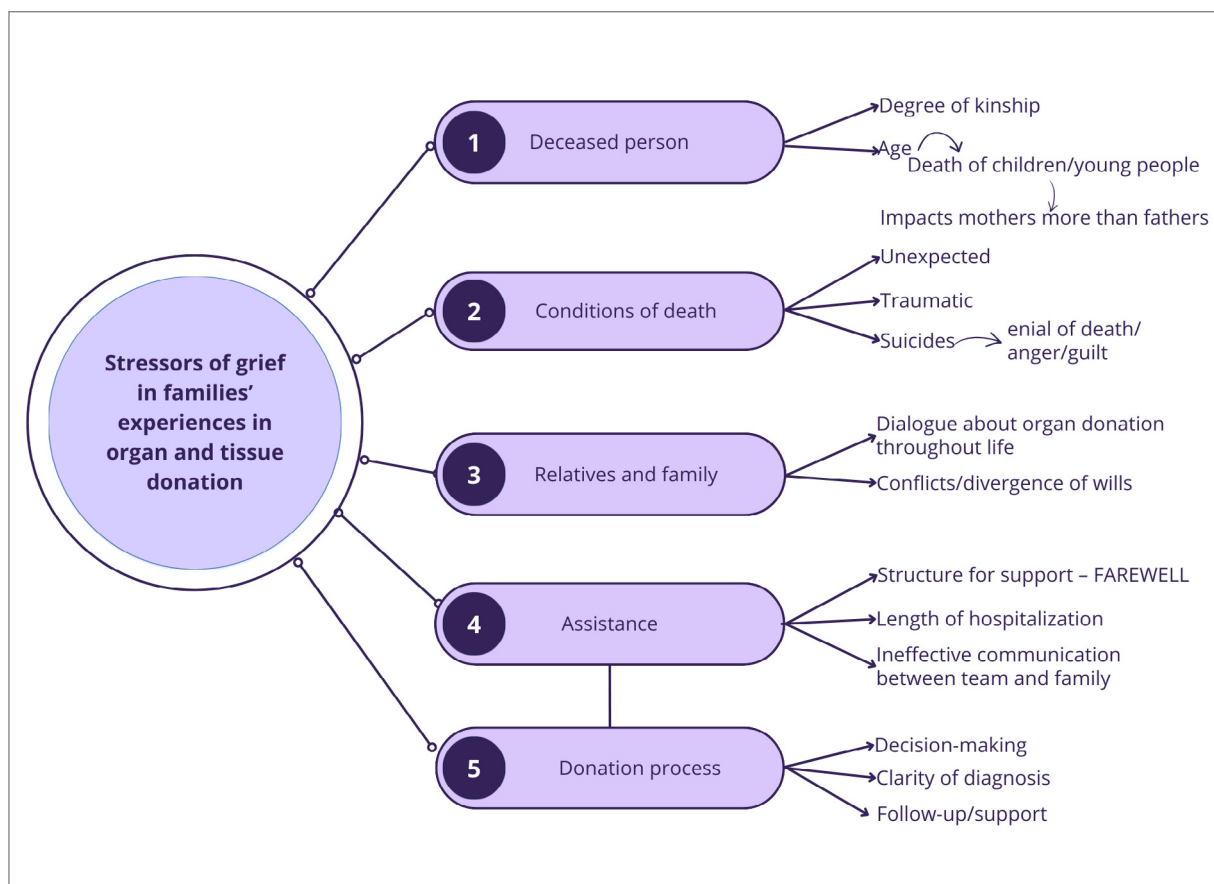 Stressors of grief
in families’
experiences in
organ and tissue
donation
1
Deceased person
Degree of kinship
Age
Death of children/young people
Impacts mothers more than fathers
2
Conditions of death
Unexpected
Traumatic
Suicides
enial of death/
anger/guilt
3
Relatives and family
Dialogue about organ donation
throughout life
Conflicts/divergence of wills
4
Assistance
Structure for support – FAREWELL
Length of hospitalization
Ineffective communication
between team and family
5
Donation process
Decision-making
Clarity of diagnosis
Follow-up/support